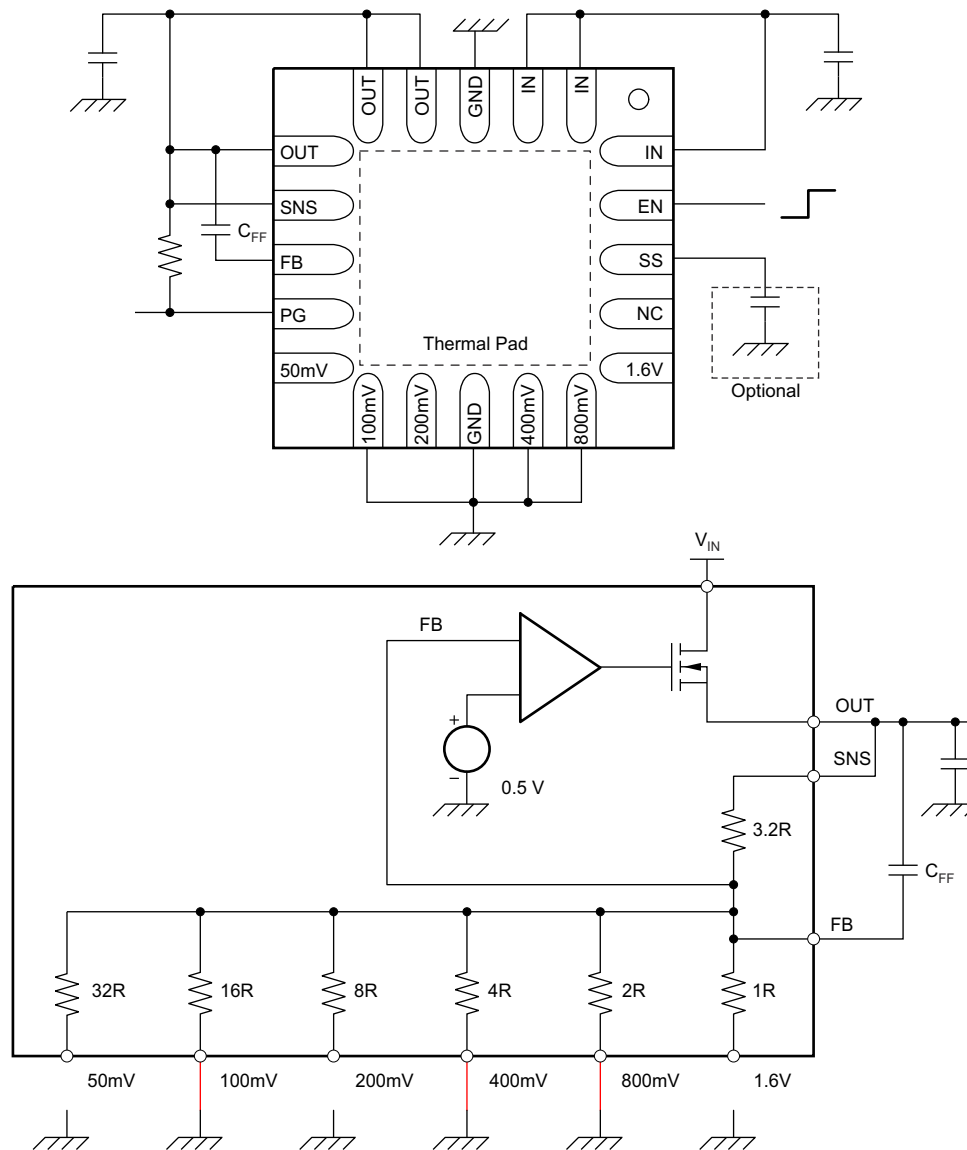 OUT
OUT
GND
IN
IN
OUT
IN
SNS
EN
C_FF
FB
SS
PG
NC
Thermal Pad
50mV
1.6V
100mV
200mV
GND
400mV
800mV
Optional
V_IN
FB
+
−
0.5 V
OUT
SNS
3.2R
C_FF
FB
32R
16R
8R
4R
2R
1R
50mV
100mV
200mV
400mV
800mV
1.6V